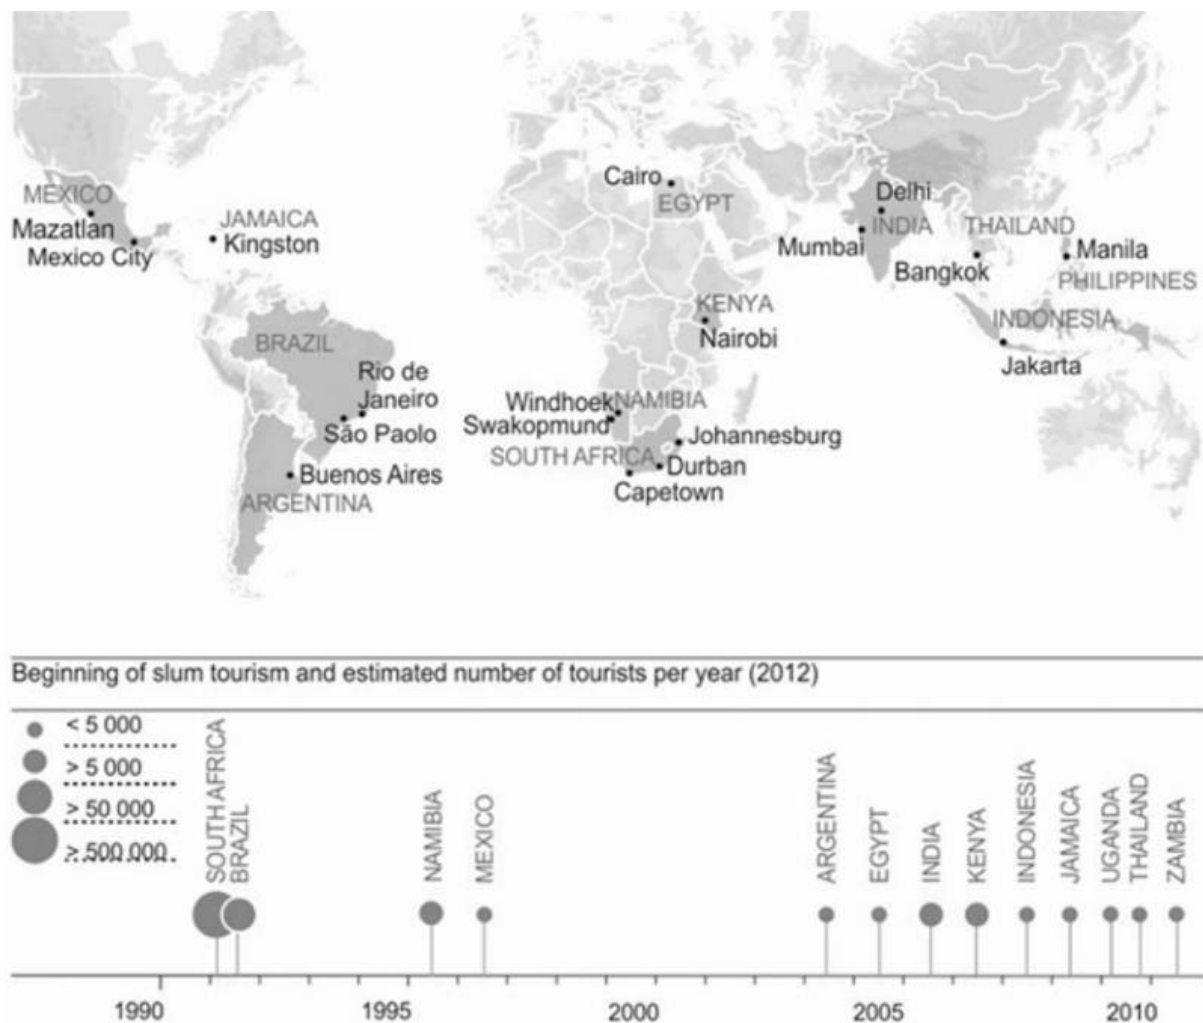 MEXICO
Mazatlan
Mexico City
JAMAICA
Kingston
Cairo
EGYPT
Delhi
INDIA
Mumbai
THAILAND
Bangkok
Manila
PHILIPPINES
KENYA
Nairobi
INDONESIA
Jakarta
BRAZIL
Rio de
Janeiro
São Paolo
Windhoek
NAMIBIA
Swakopmund
Johannesburg
SOUTH AFRICA
Durban
Capetown
Buenos Aires
ARGENTINA
Beginning of slum tourism and estimated number of tourists per year (2012)
< 5 000
> 5 000
> 50 000
> 500 000
SOUTH AFRICA
BRAZIL
NAMIBIA
MEXICO
ARGENTINA
EGYPT
INDIA
KENYA
INDONESIA
JAMAICA
UGANDA
THAILAND
ZAMBIA
1990 1995 2000 2005 2010